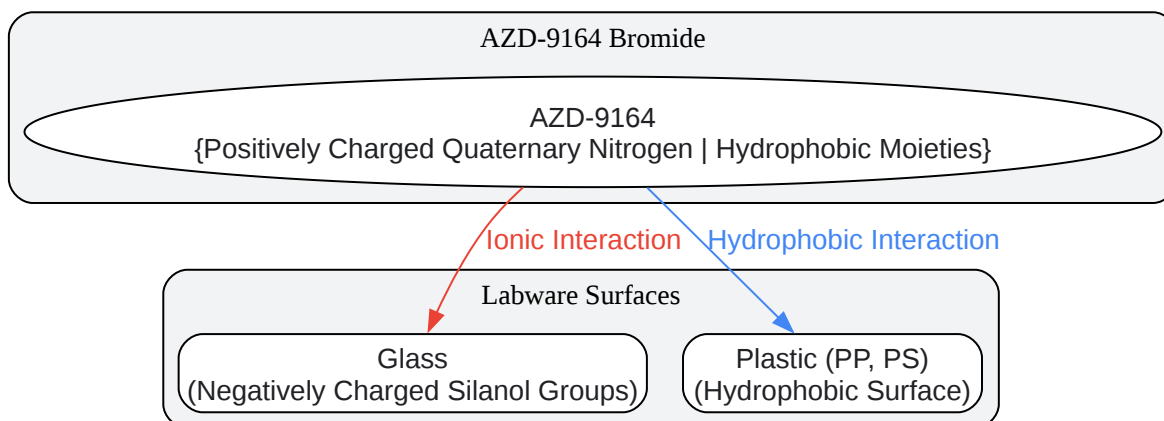 AZD-9164 Bromide
AZD-9164
{Positively Charged Quaternary Nitrogen | Hydrophobic Moieties}
Ionic Interaction
Hydrophobic Interaction
Labware Surfaces
Glass
(Negatively Charged Silanol Groups)
Plastic (PP, PS)
(Hydrophobic Surface)